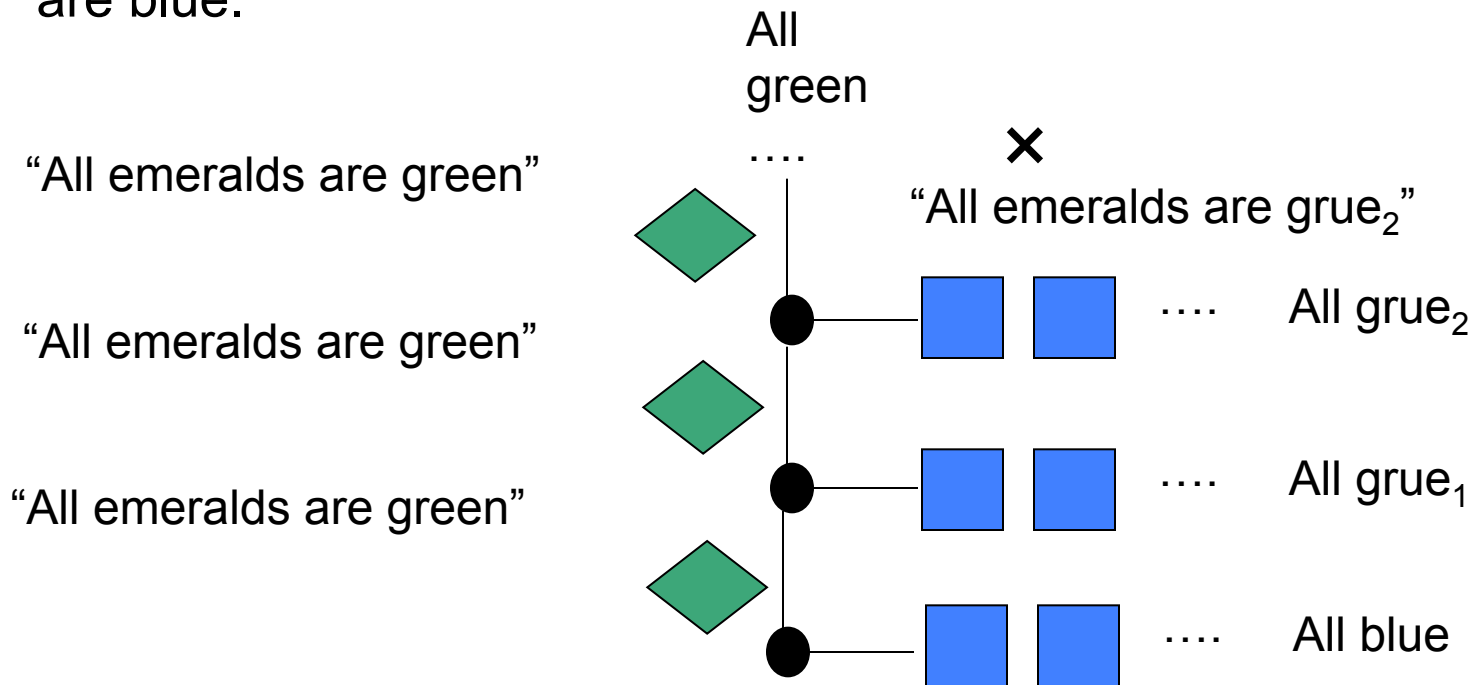 are blue.
All
green
....
“All emeralds are green”
“All emeralds are grue₂”
.... All grue₂
“All emeralds are green”
.... All grue₁
“All emeralds are green”
.... All blue